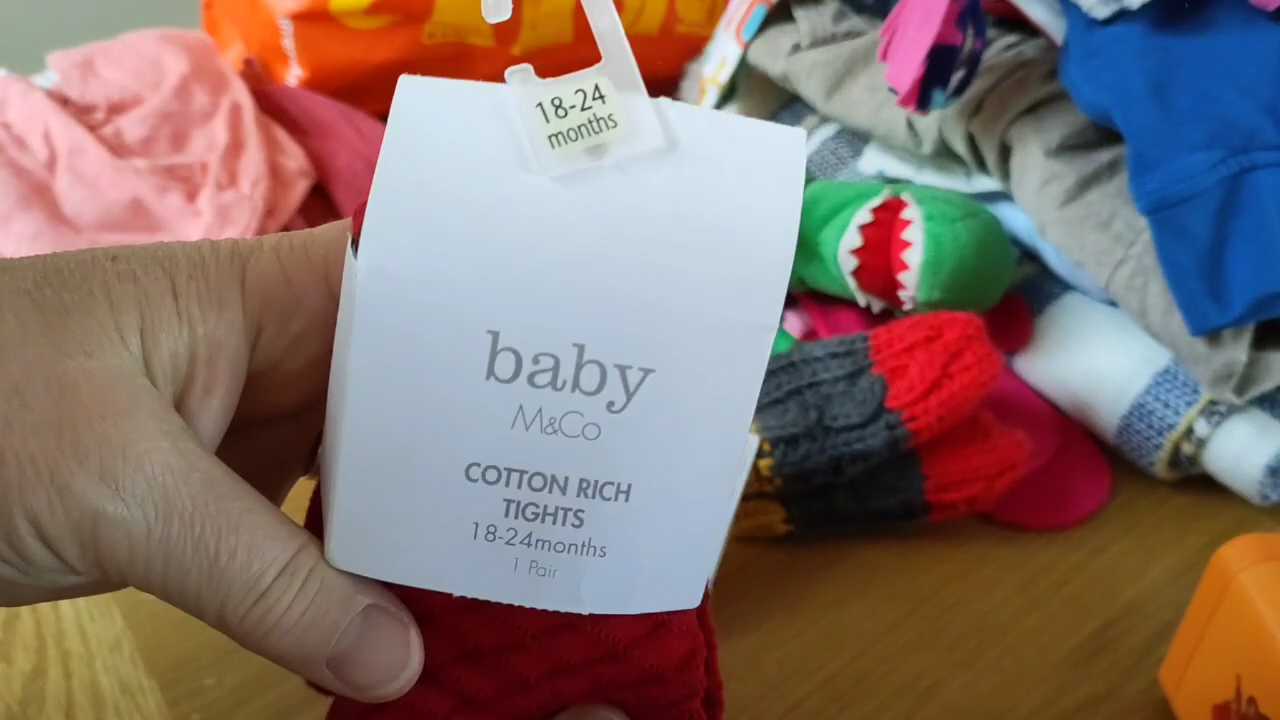 18-24
months
baby
M&Co
COTTON RICH
TIGHTS
18-24months
1 Pair